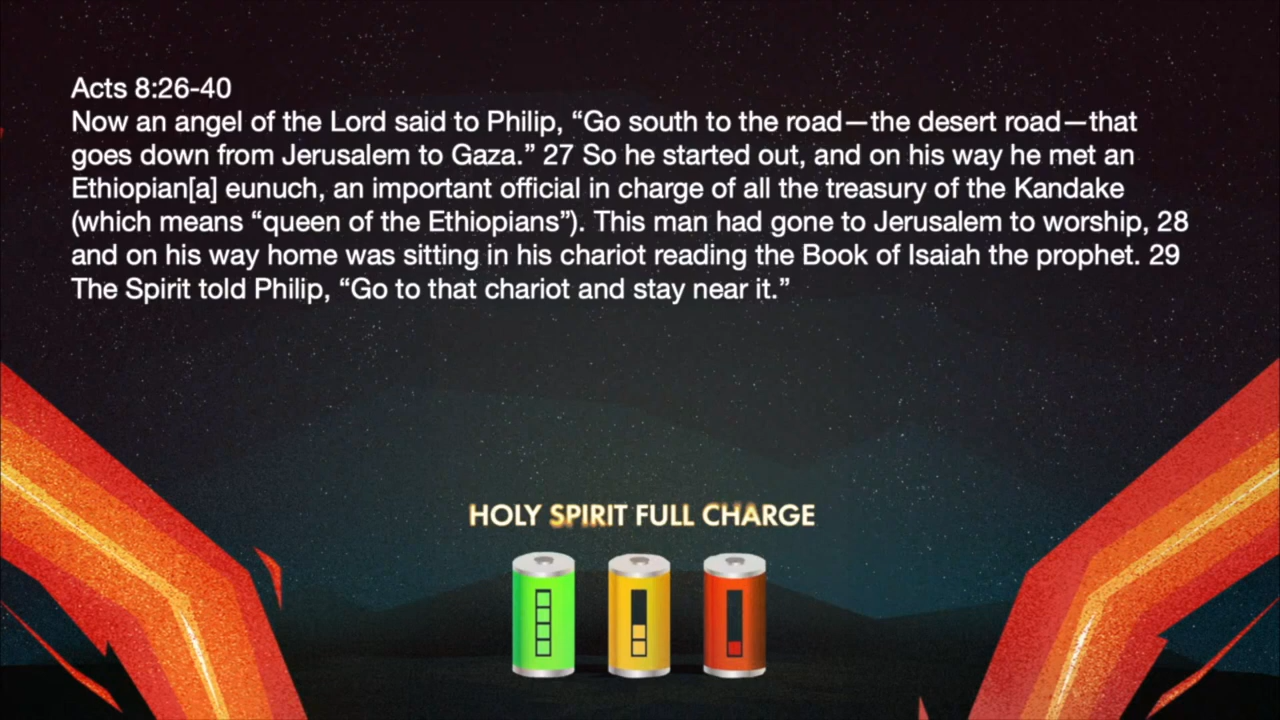 Acts 8:26-40
Now an angel of the Lord said to Philip, “Go south to the road—the desert road—that
goes down from Jerusalem to Gaza.” 27 So he started out, and on his way he met an
Ethiopian[a] eunuch, an important official in charge of all the treasury of the Kandake
(which means “queen of the Ethiopians”). This man had gone to Jerusalem to worship, 28
and on his way home was sitting in his chariot reading the Book of Isaiah the prophet. 29
The Spirit told Philip, “Go to that chariot and stay near it.”
HOLY SPIRIT FULL CHARGE